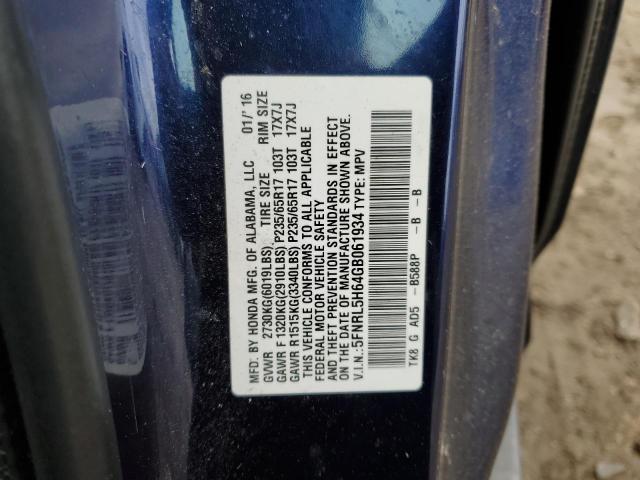 MFD. BY HONDA MFG. OF ALABAMA, LLC 01/'16
GVWR 2730KG(6019LBS) TIRE SIZE RIM SIZE
GAWR F 1320KG(2910LBS) P235/65R17 103T 17X7J
GAWR R 1515KG(3340LBS) P235/65R17 103T 17X7J
THIS VEHICLE CONFORMS TO ALL APPLICABLE
FEDERAL MOTOR VEHICLE SAFETY
AND THEFT PREVENTION STANDARDS IN EFFECT
ON THE DATE OF MANUFACTURE SHOWN ABOVE.
V.I.N.: 5FNRL5H64GB061934 TYPE: MPV
TK8 G AD5 -B588P -B -B